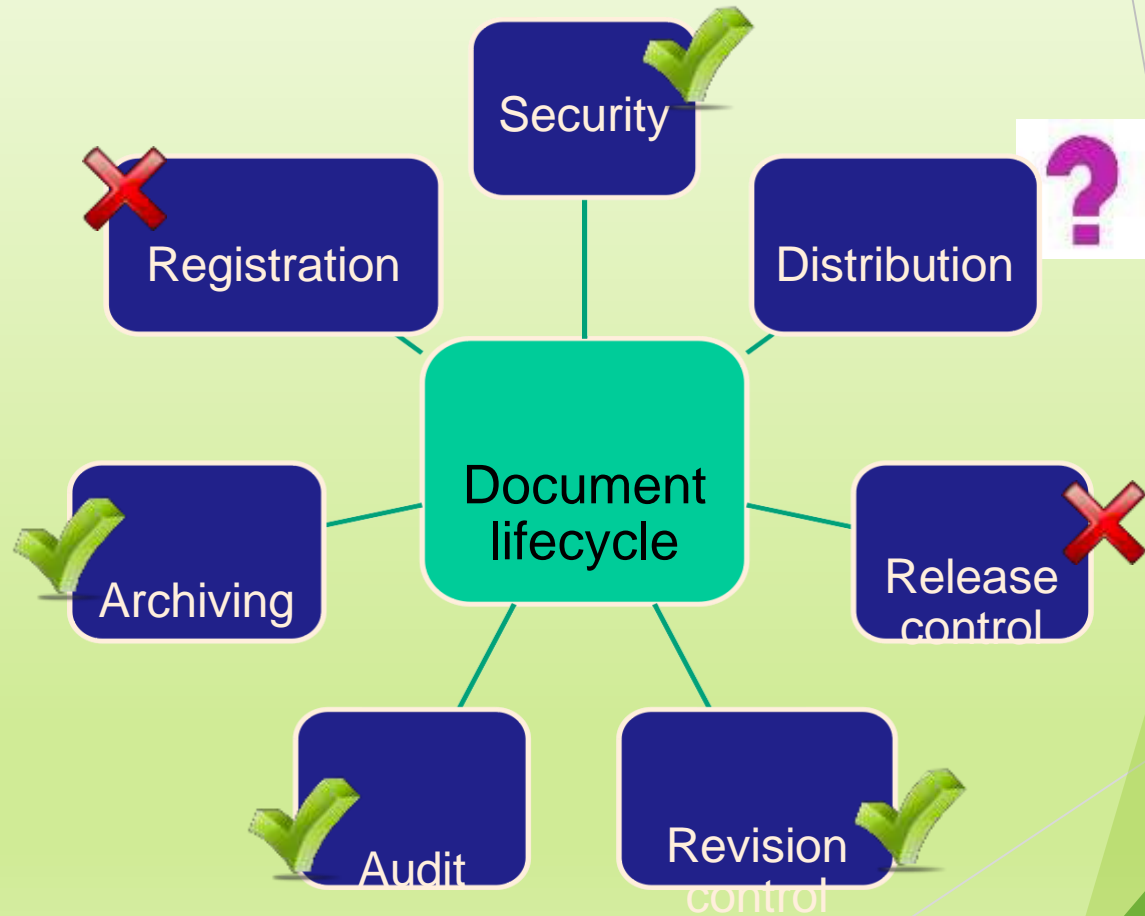 Security
Registration
Distribution
Document
lifecycle
Release
control
Archiving
Revision
control
Audit
?